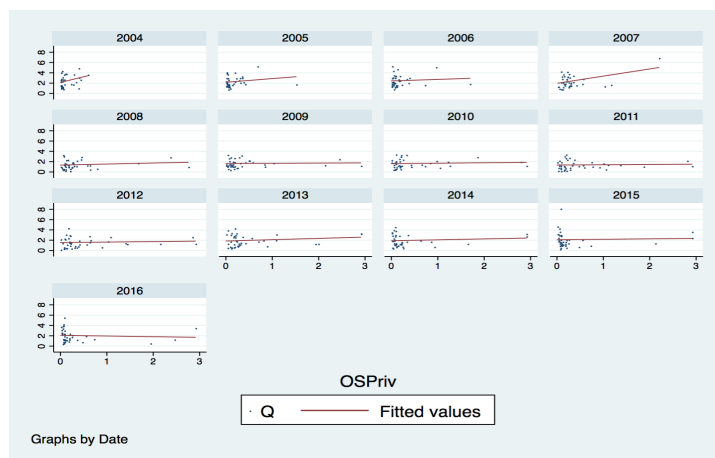 2004 2005 2006 2007
0 2 4 6 8
2008 2009 2010 2011
0 2 4 6 8
2012 2013 2014 2015
0 2 4 6 8
0 1 2 3 0 1 2 3 0 1 2 3
2016
0 2 4 6 8
0 1 2 3
OSPriv
Q Fitted values
Graphs by Date